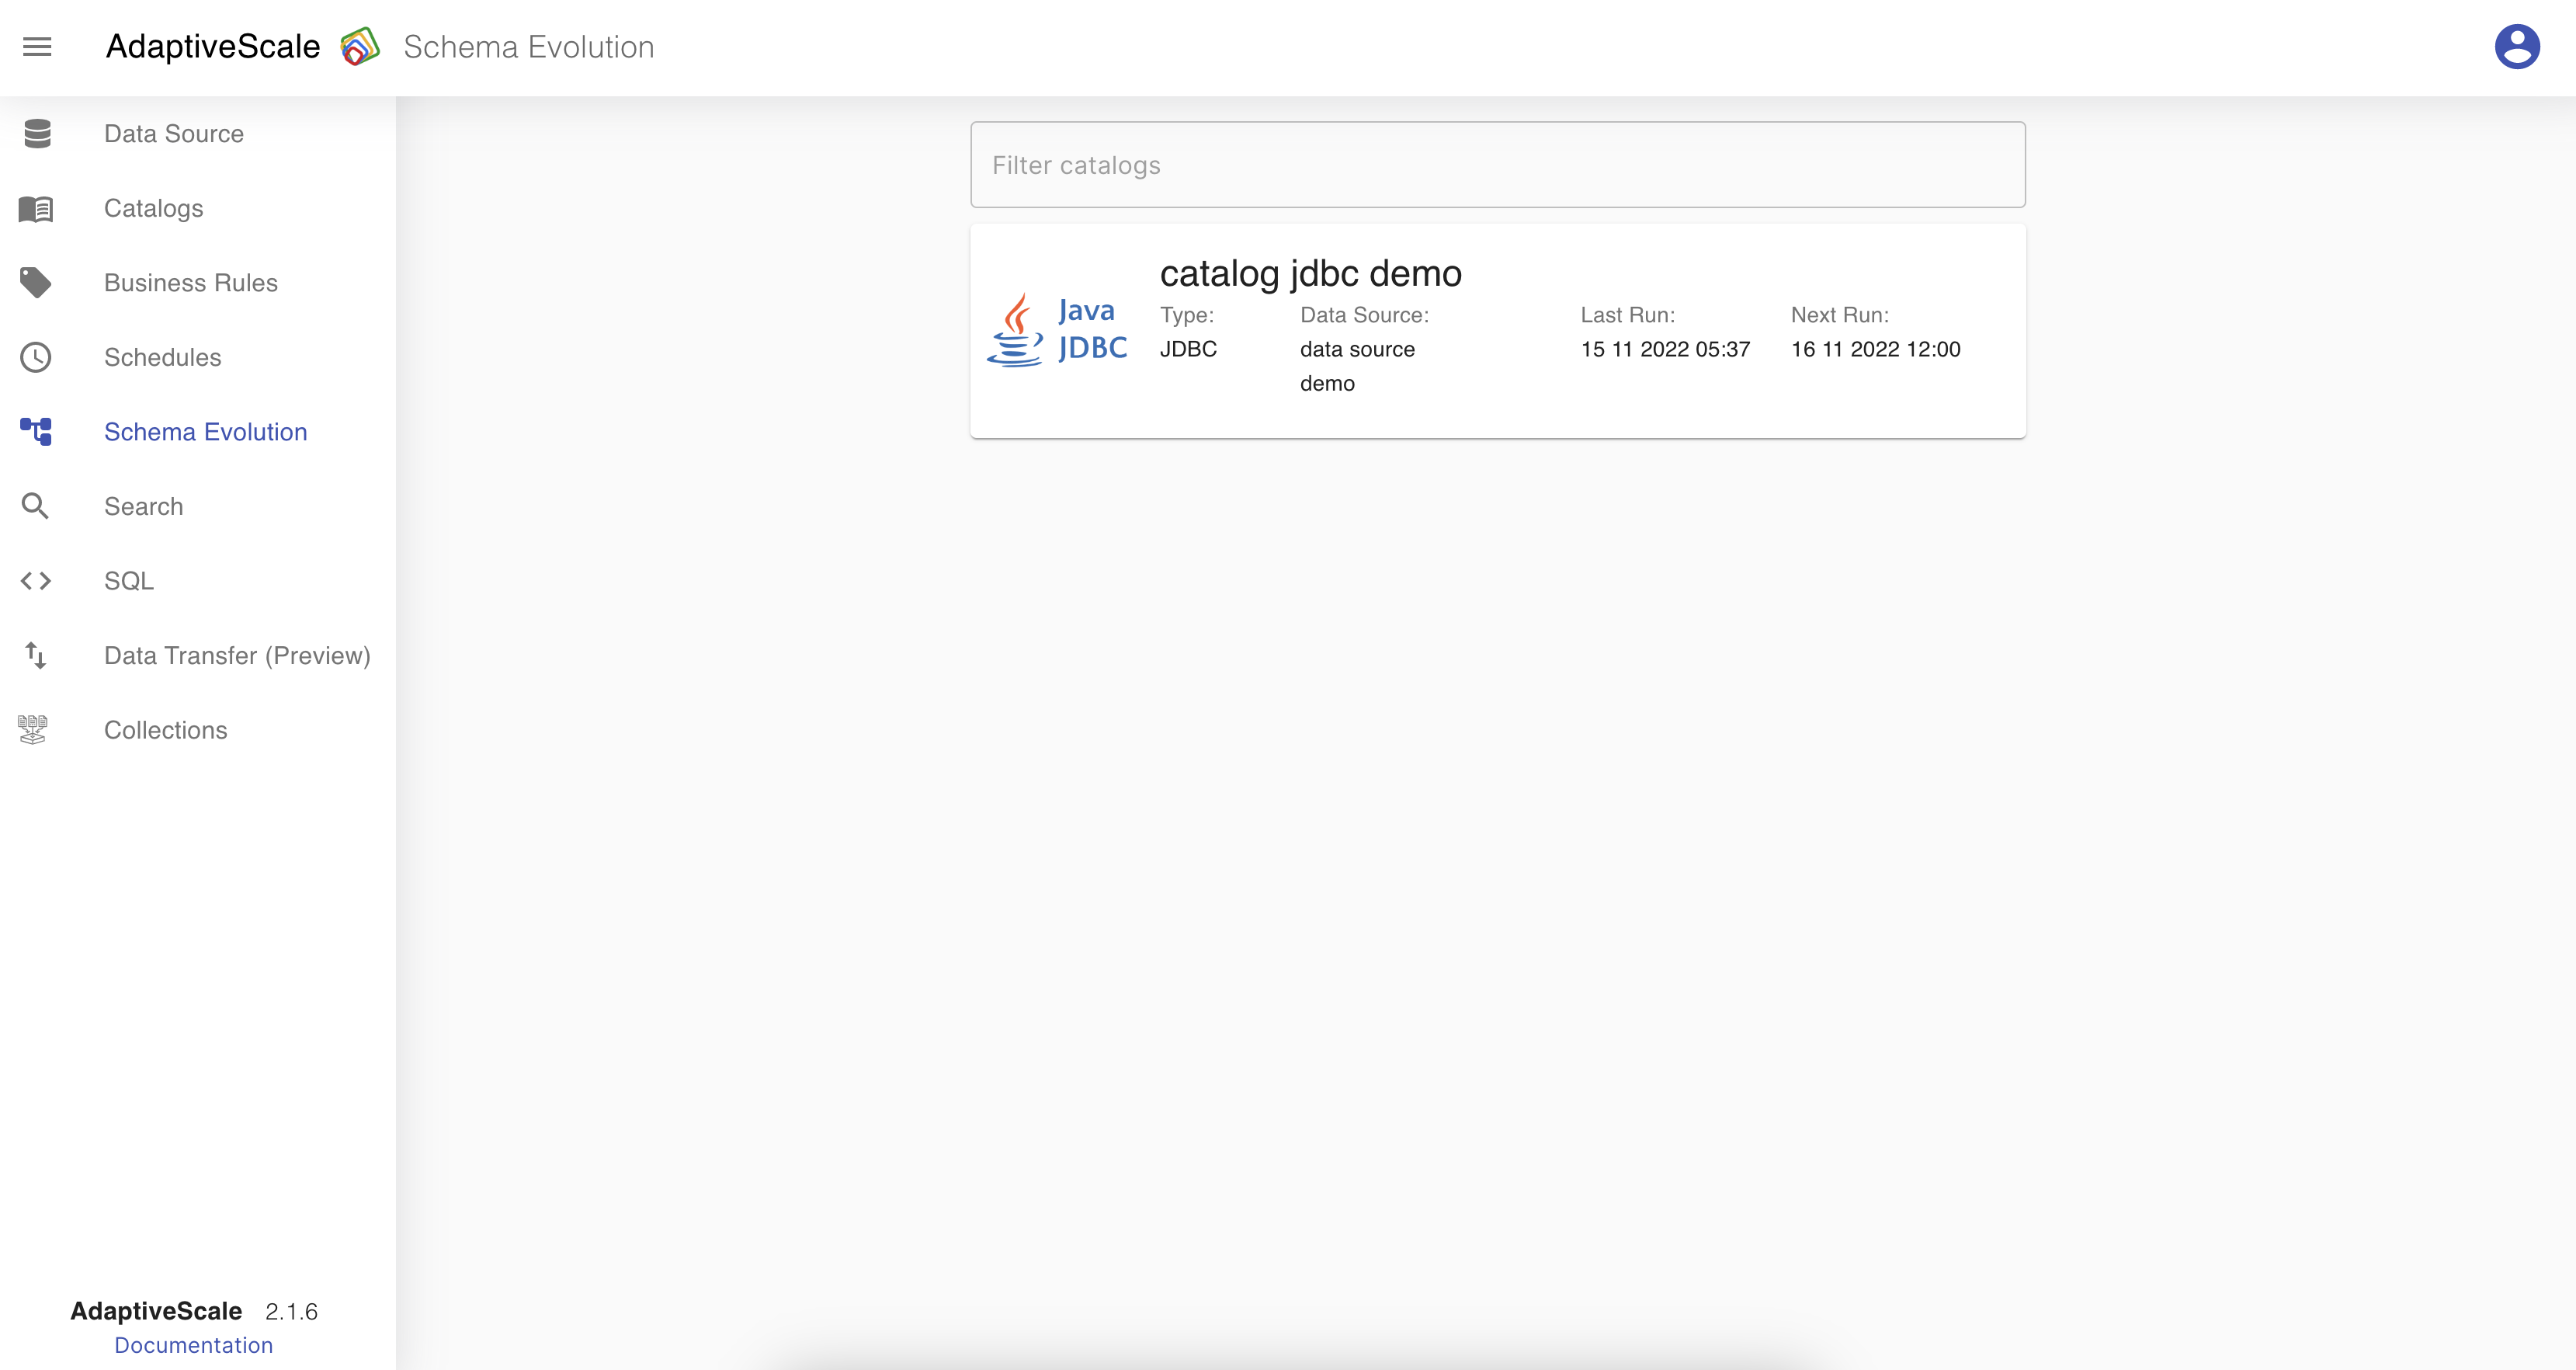 AdaptiveScale Schema Evolution
Data Source
Catalogs
Business Rules
Schedules
Schema Evolution
Search
SQL
Data Transfer (Preview)
Collections
AdaptiveScale 2.1.6
Documentation
Filter catalogs
Java
JDBC
catalog jdbc demo
Type: Data Source: Last Run: Next Run:
JDBC data source 15 11 2022 05:37 16 11 2022 12:00
demo